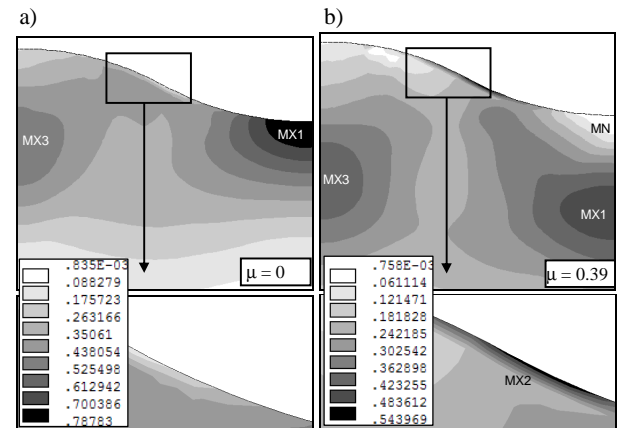 a)
MX3
MX1
μ = 0
.835E-03
.088279
.175723
.263166
.35061
.438054
.525498
.612942
.700386
.78783
b)
MN
MX3
MX1
μ = 0.39
.758E-03
.061114
.121471
.181828
.242185
.302542
.362898
.423255
.483612
.543969
MX2